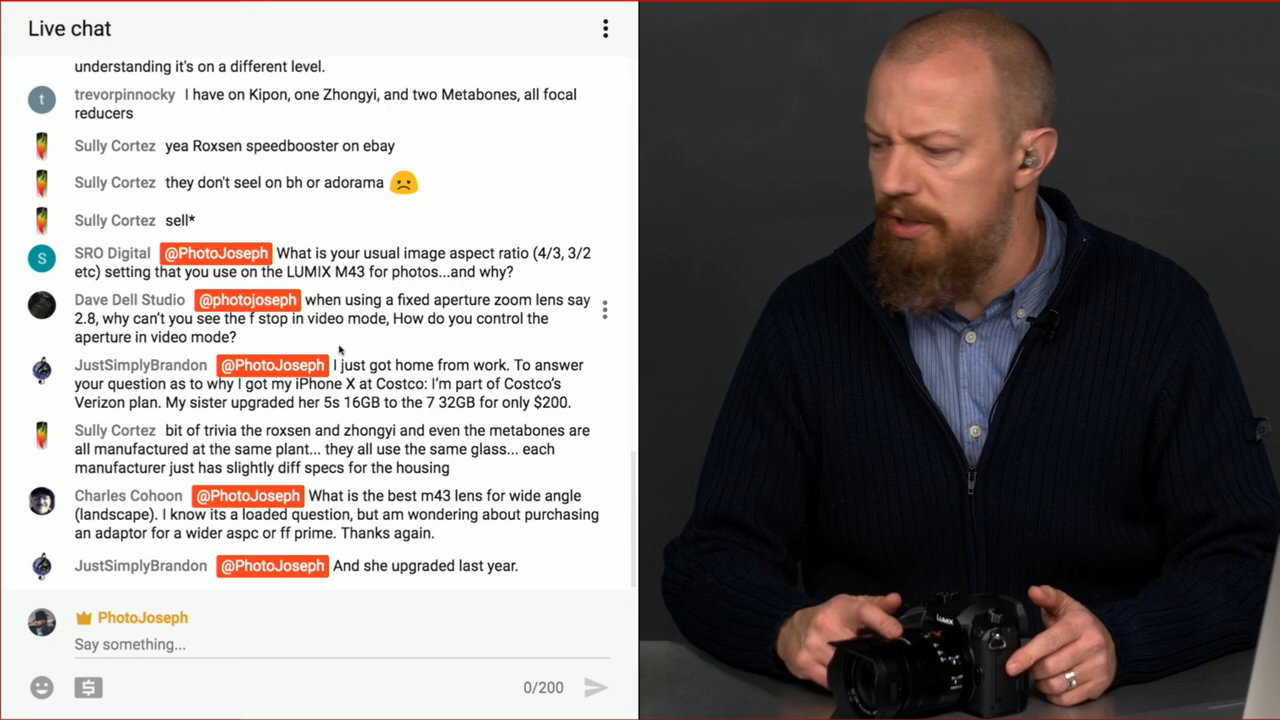 Live chat
understanding it's on a different level.
t
trevorpinnocky I have on Kipon, one Zhongyi, and two Metabones, all focal
reducers
Sully Cortez yea Roxsen speedbooster on ebay
Sully Cortez they don't seel on bh or adorama
Sully Cortez sell*
S
SRO Digital @PhotoJoseph What is your usual image aspect ratio (4/3, 3/2
etc) setting that you use on the LUMIX M43 for photos...and why?
Dave Dell Studio @photojoseph when using a fixed aperture zoom lens say
2.8, why can't you see the f stop in video mode, How do you control the
aperture in video mode?
JustSimplyBrandon @PhotoJoseph I just got home from work. To answer
your question as to why I got my iPhone X at Costco: I'm part of Costco's
Verizon plan. My sister upgraded her 5s 16GB to the 7 32GB for only $200.
Sully Cortez bit of trivia the roxsen and zhongyi and even the metabones are
all manufactured at the same plant... they all use the same glass... each
manufacturer just has slightly diff specs for the housing
Charles Cohoon @PhotoJoseph What is the best m43 lens for wide angle
(landscape). I know its a loaded question, but am wondering about purchasing
an adaptor for a wider apsc or ff prime. Thanks again.
JustSimplyBrandon @PhotoJoseph And she upgraded last year.
PhotoJoseph
Say something...
$
0/200
LUMIX